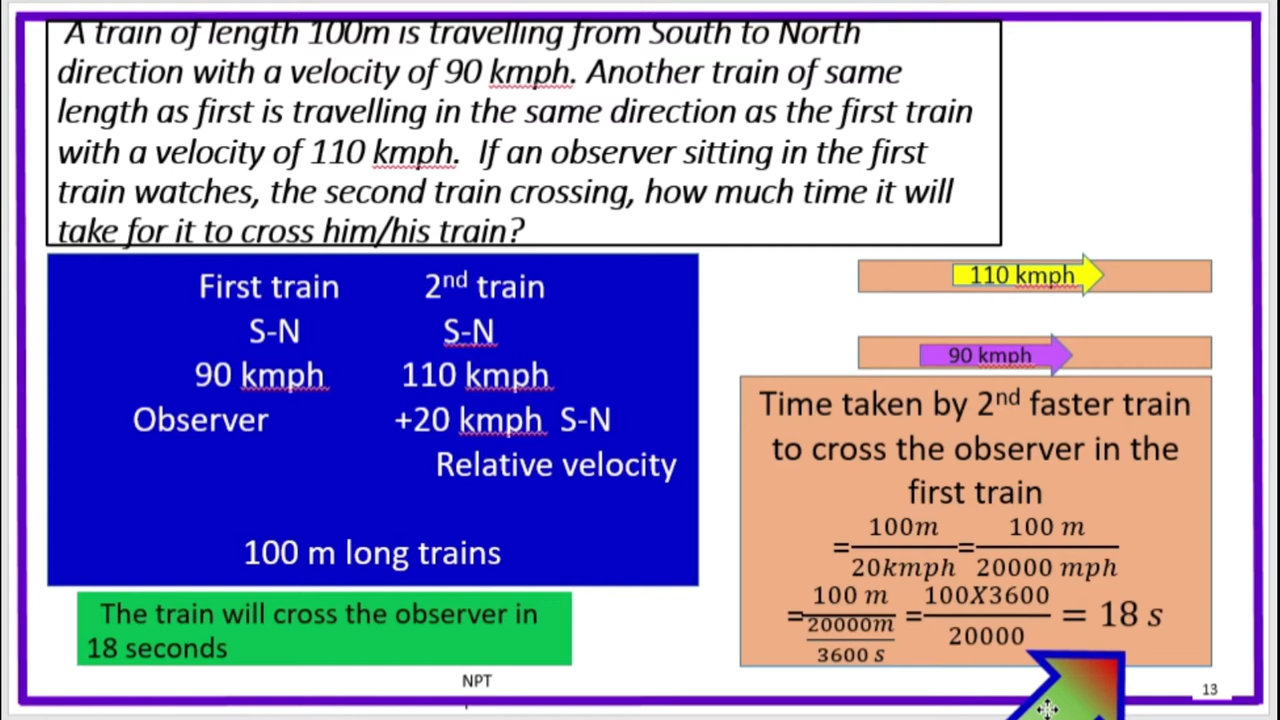 A train of length 100m is travelling from South to North
direction with a velocity of 90 kmph. Another train of same
length as first is travelling in the same direction as the first train
with a velocity of 110 kmph. If an observer sitting in the first
train watches, the second train crossing, how much time it will
take for it to cross him/his train?
First train 2nd train
S-N S-N
90 kmph 110 kmph
Observer +20 kmph S-N
Relative velocity
100 m long trains
The train will cross the observer in
18 seconds
110 kmph
90 kmph
Time taken by 2nd faster train
to cross the observer in the
first train
=100m/20kmph=100 m/20000 mph
=100 m/(20000m/3600 s) =100X3600/20000 = 18 s
NPT
13